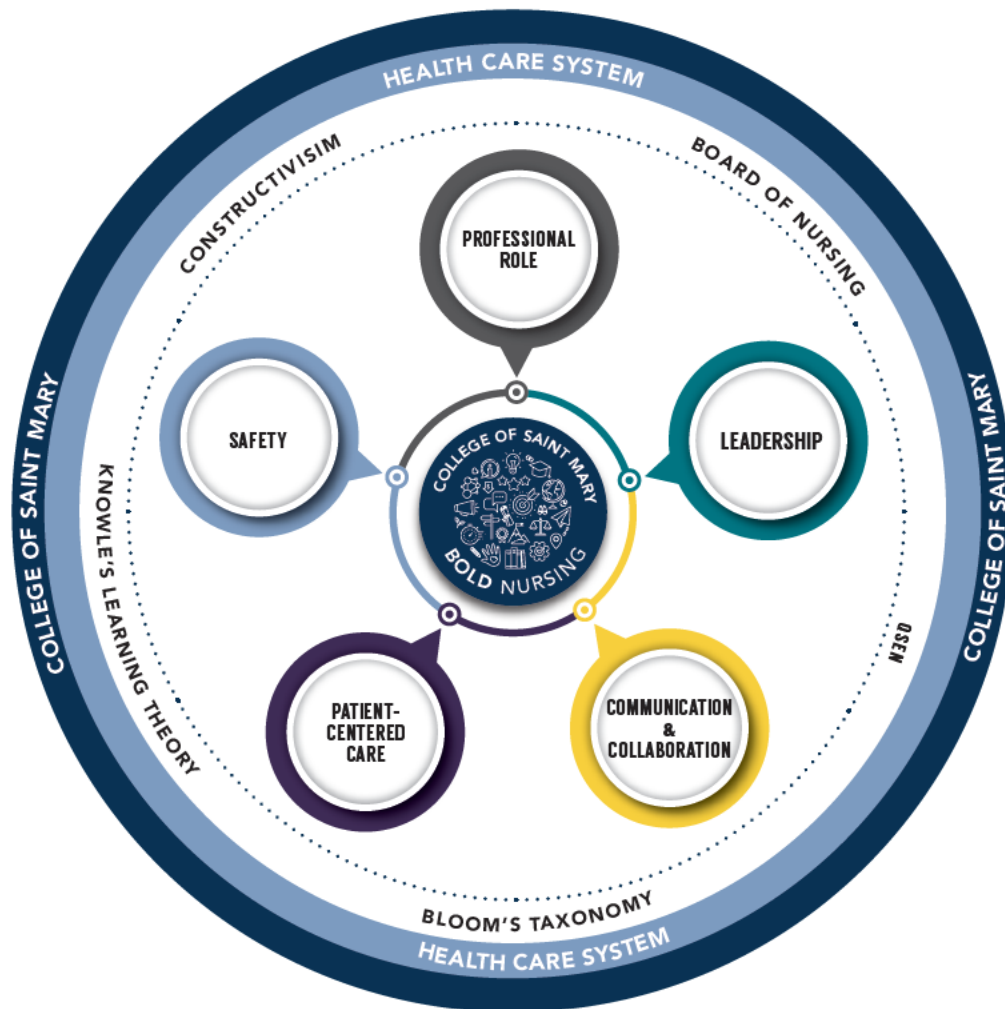 HEALTH CARE SYSTEM
CONSTRUCTIVISIM
BOARD OF NURSING
PROFESSIONAL
ROLE
COLLEGE OF SAINT MARY
SAFETY
LEADERSHIP
COLLEGE OF SAINT MARY
COLLEGE OF SAINT MARY
BOLD NURSING
KNOWLE'S LEARNING THEORY
QSEN
PATIENT-
CENTERED
CARE
COMMUNICATION
&
COLLABORATION
BLOOM'S TAXONOMY
HEALTH CARE SYSTEM